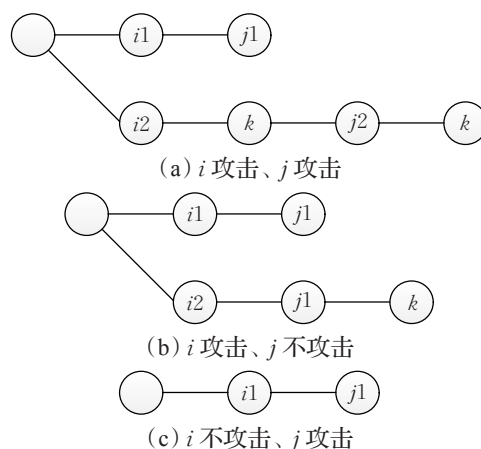 i1 j1
i2 k j2 k
(a) i 攻击、j 攻击
i1 j1
i2 j1 k
(b) i 攻击、j 不攻击
i1 j1
(c) i 不攻击、j 攻击